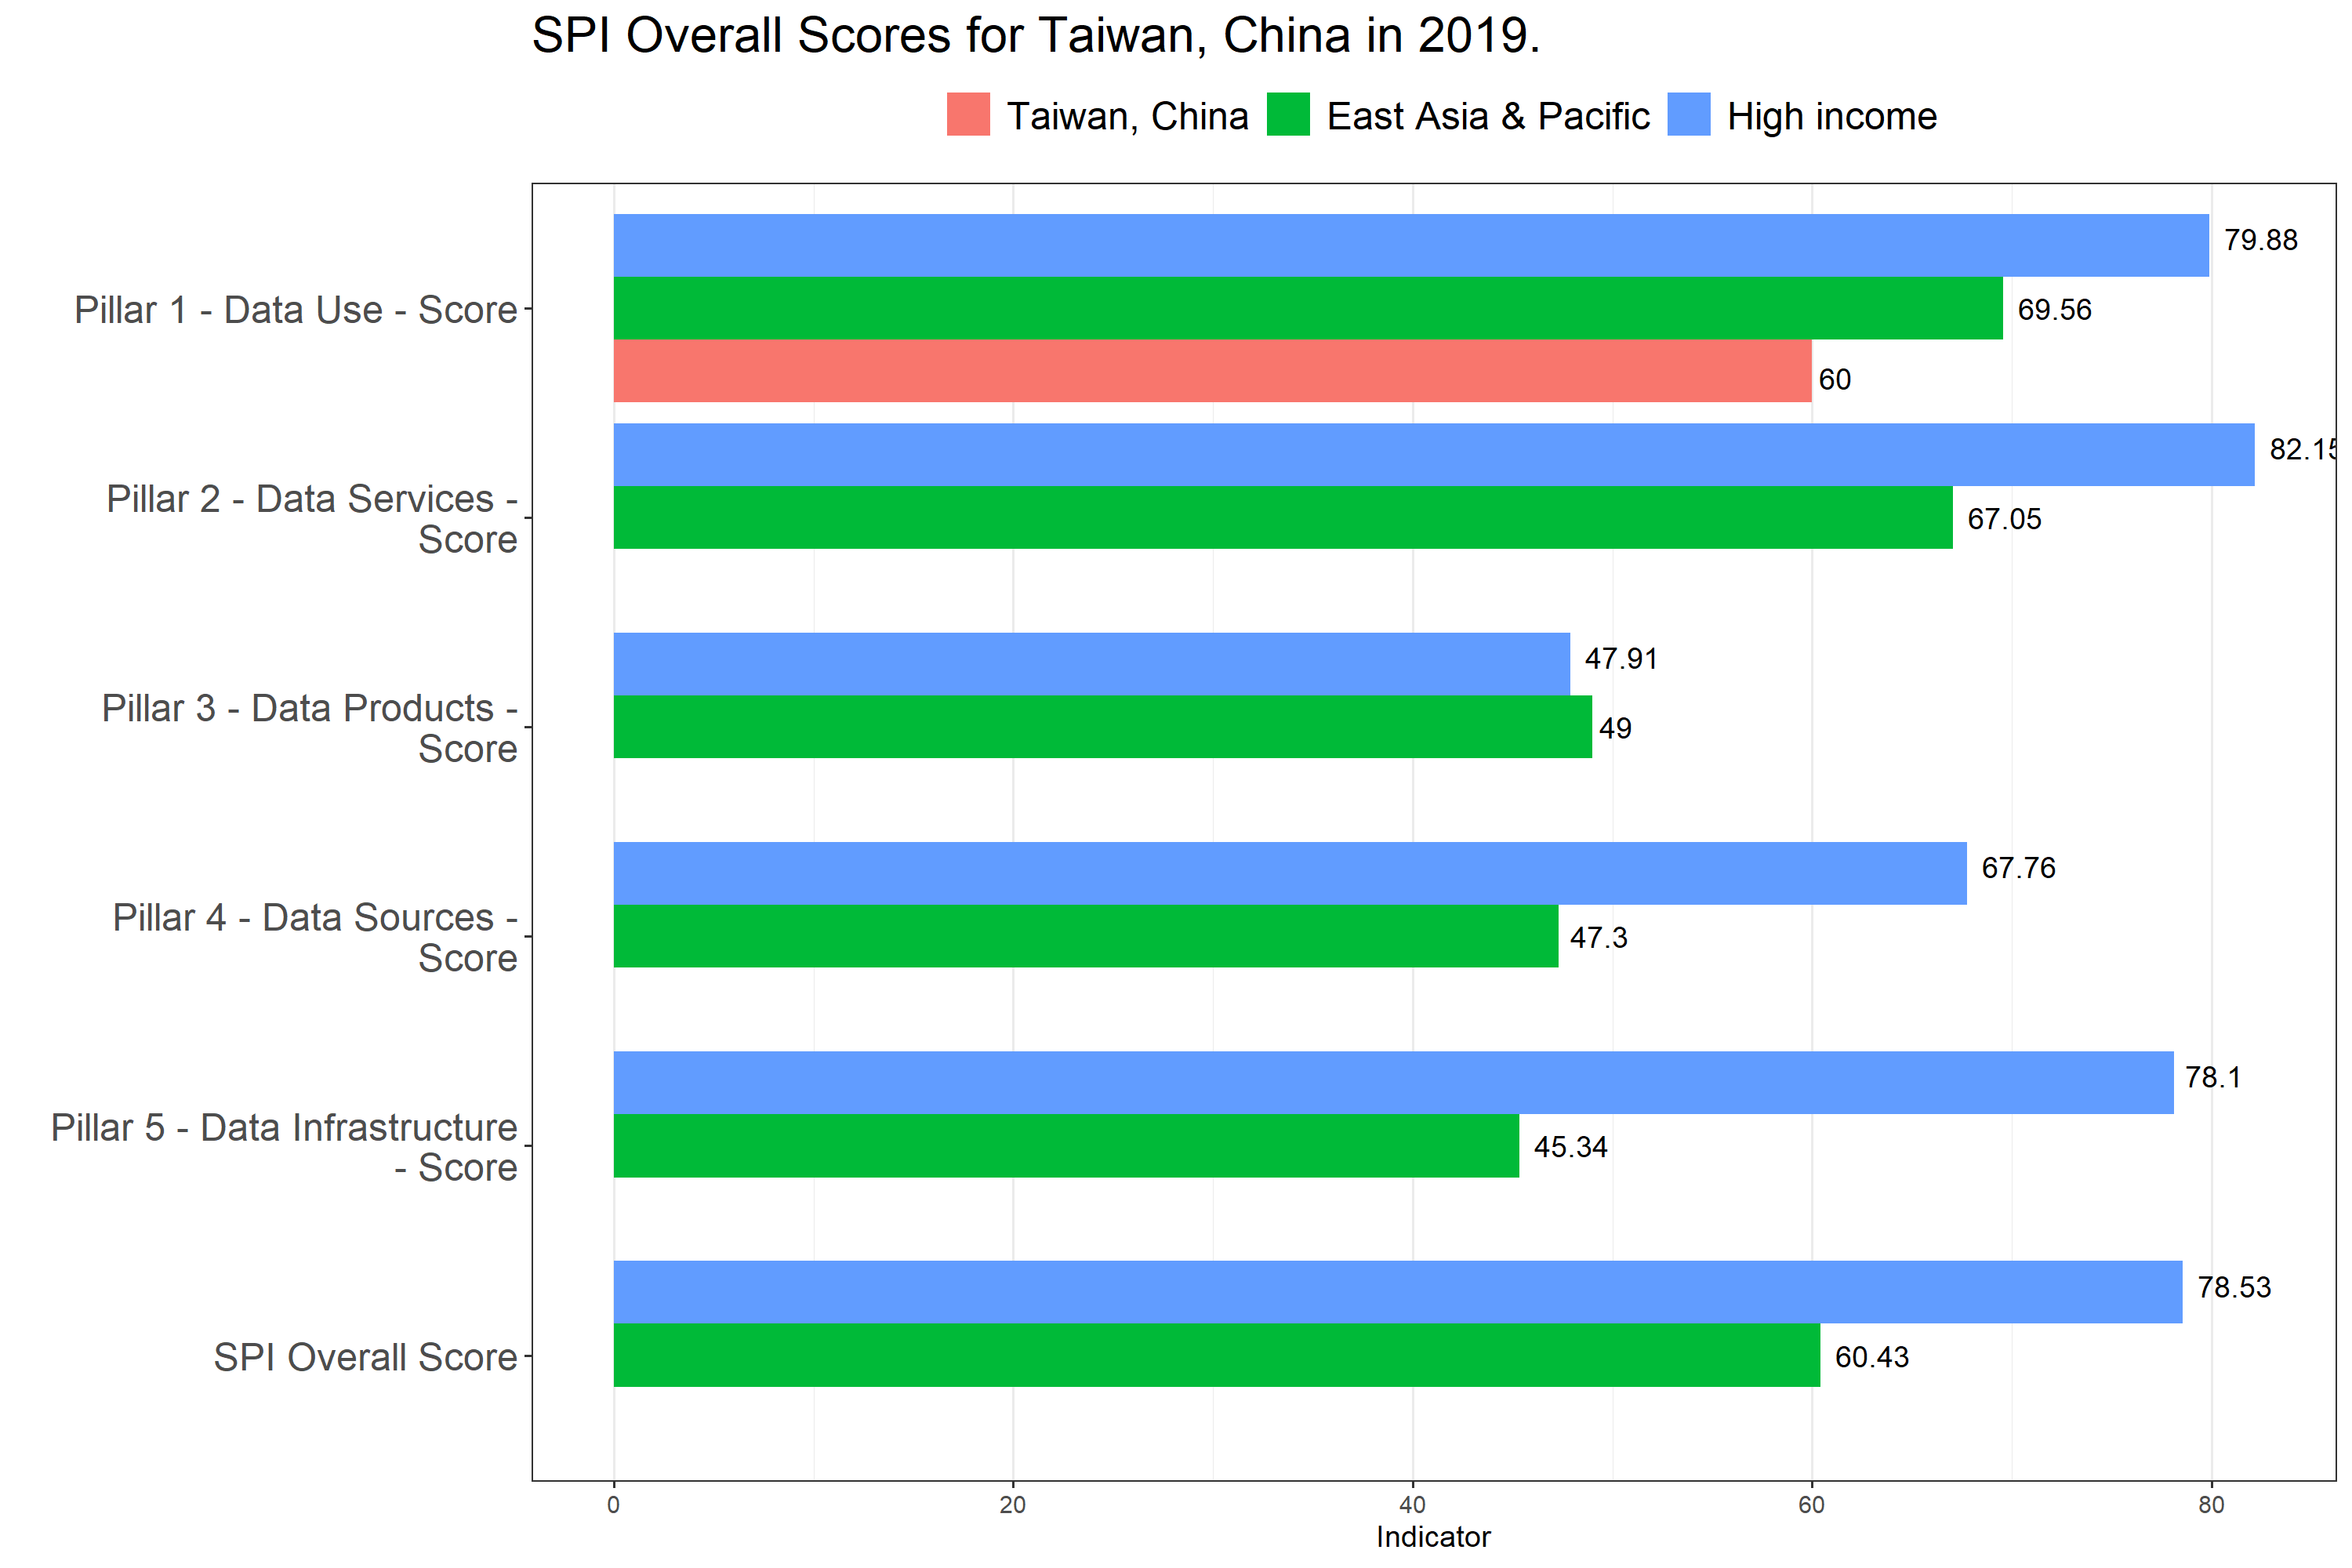 SPI Overall Scores for Taiwan, China in 2019.
Taiwan, China East Asia & Pacific High income
Pillar 1 - Data Use - Score
79.88
69.56
60
Pillar 2 - Data Services -
Score
82.15
67.05
Pillar 3 - Data Products -
Score
47.91
49
Pillar 4 - Data Sources -
Score
67.76
47.3
Pillar 5 - Data Infrastructure
- Score
78.1
45.34
SPI Overall Score
78.53
60.43
0 20 40 60 80
Indicator